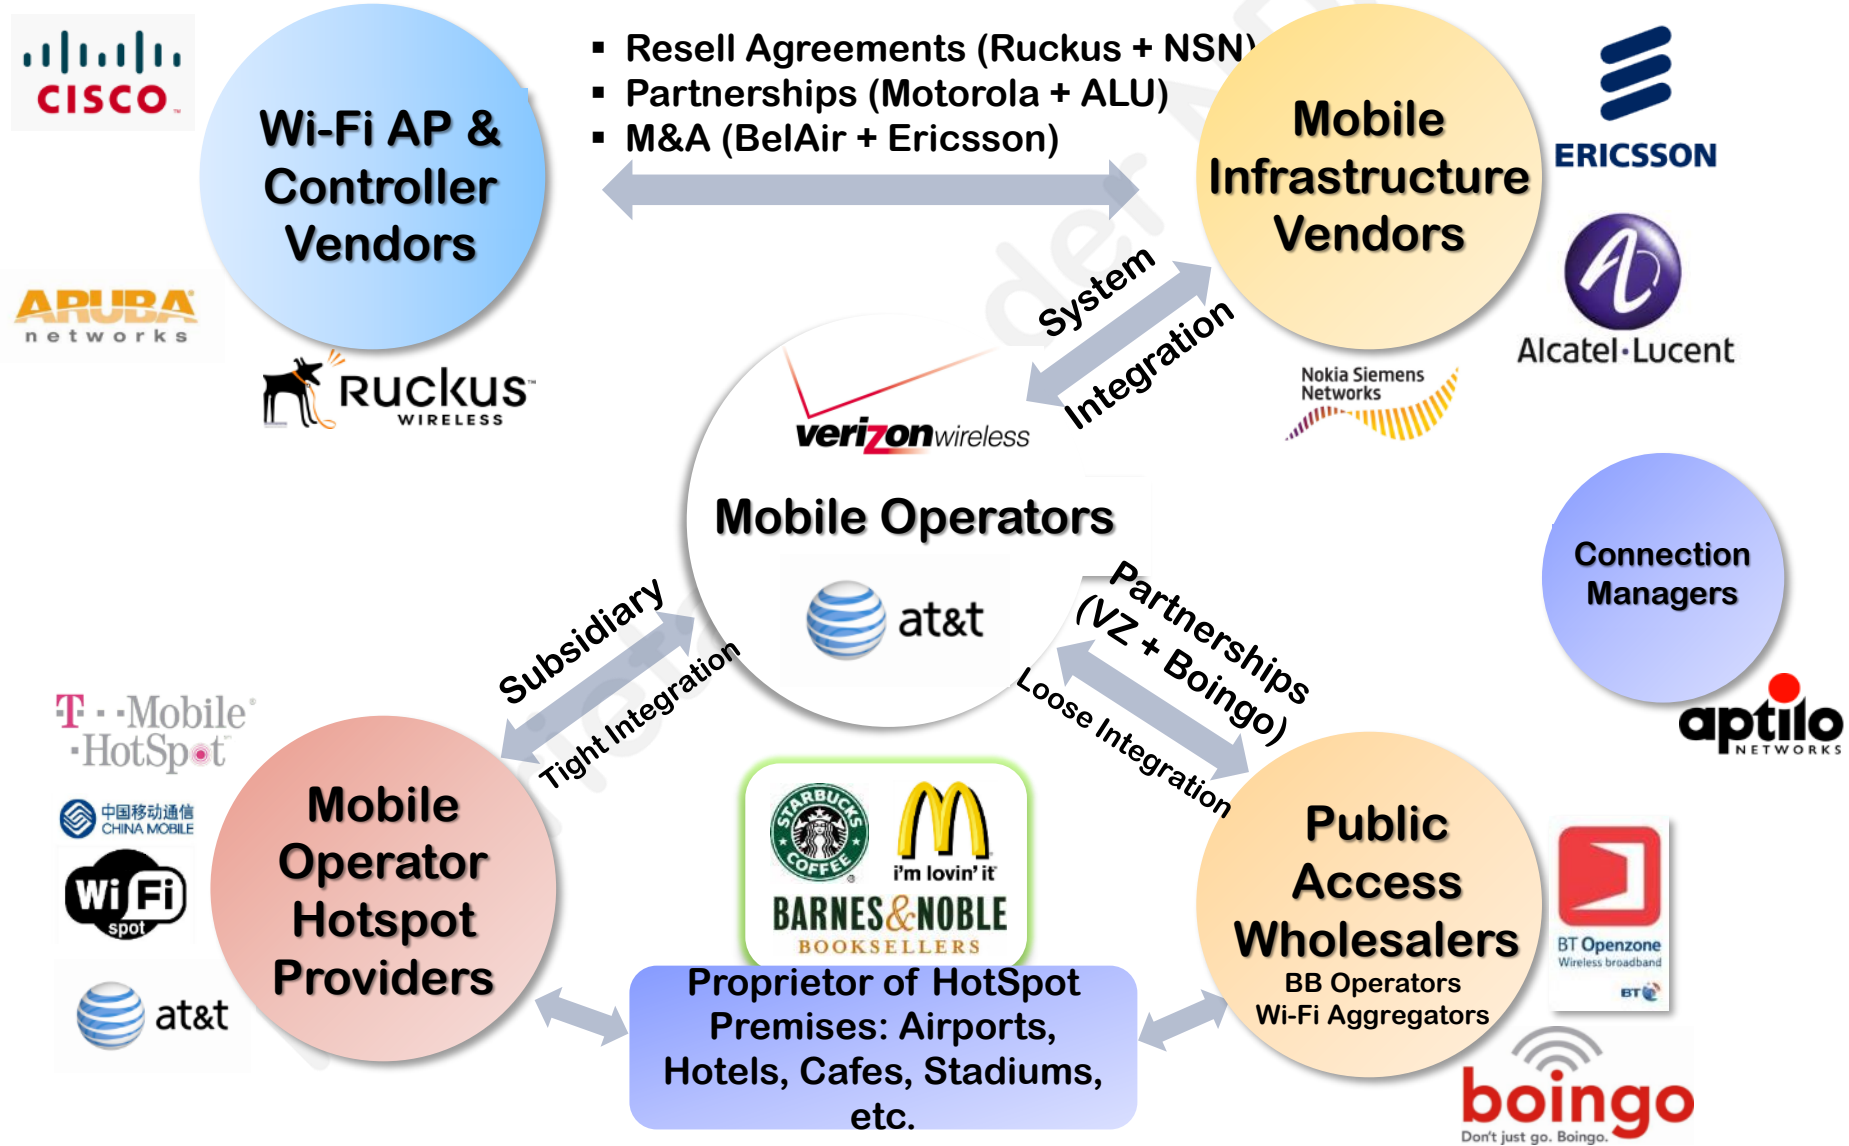 CISCO
Wi-Fi AP &
Controller
Vendors
ARUBA
networks
RUCKUS
WIRELESS
▪ Resell Agreements (Ruckus + NSN)
▪ Partnerships (Motorola + ALU)
▪ M&A (BelAir + Ericsson)
Mobile
Infrastructure
Vendors
ERICSSON
Alcatel·Lucent
Nokia Siemens
Networks
System
Integration
verizonwireless
Mobile Operators
at&t
Connection
Managers
aptilo
NETWORKS
Subsidiary
Tight Integration
Partnerships
(VZ + Boingo)
Loose Integration
T··Mobile
·HotSpot
中国移动通信
CHINA MOBILE
Wi Fi
spot
at&t
Mobile
Operator
Hotspot
Providers
STARBUCKS
COFFEE
i'm lovin' it
BARNES&NOBLE
BOOKSELLERS
Proprietor of HotSpot
Premises: Airports,
Hotels, Cafes, Stadiums,
etc.
Public
Access
Wholesalers
BB Operators
Wi-Fi Aggregators
BT Openzone
Wireless broadband
BT
boingo
Don't just go. Boingo.